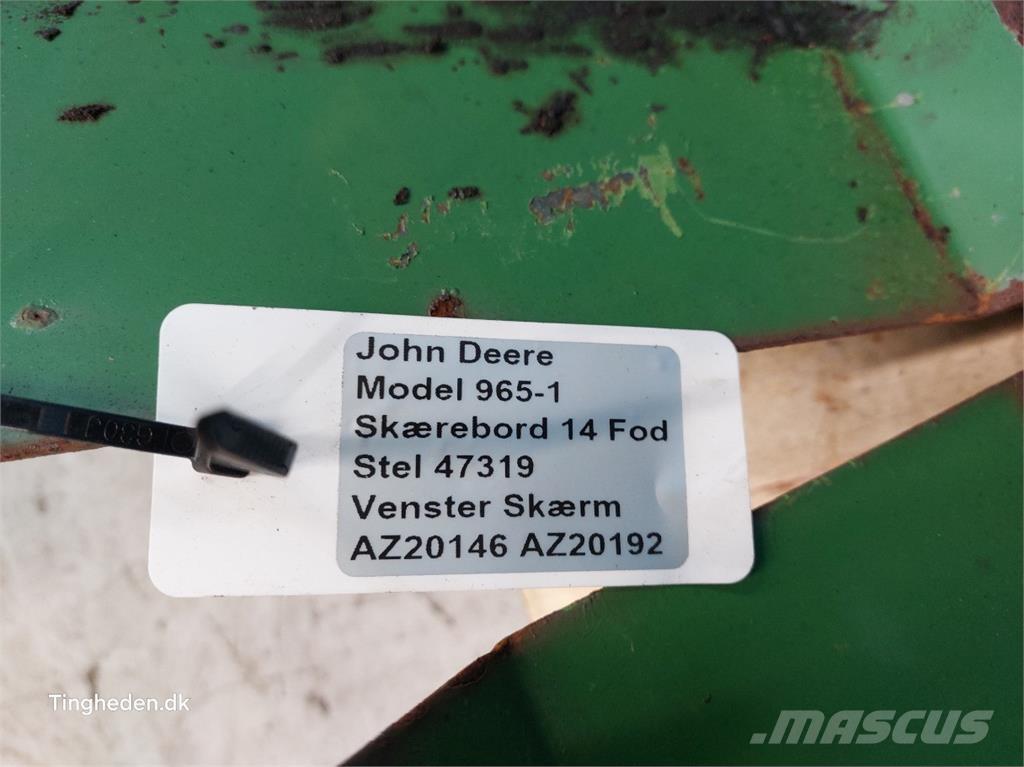 John Deere
Model 965-1
Skærebord 14 Fod
Stel 47319
Venster Skærm
AZ20146 AZ20192
Tingheden.dk
MASCUS